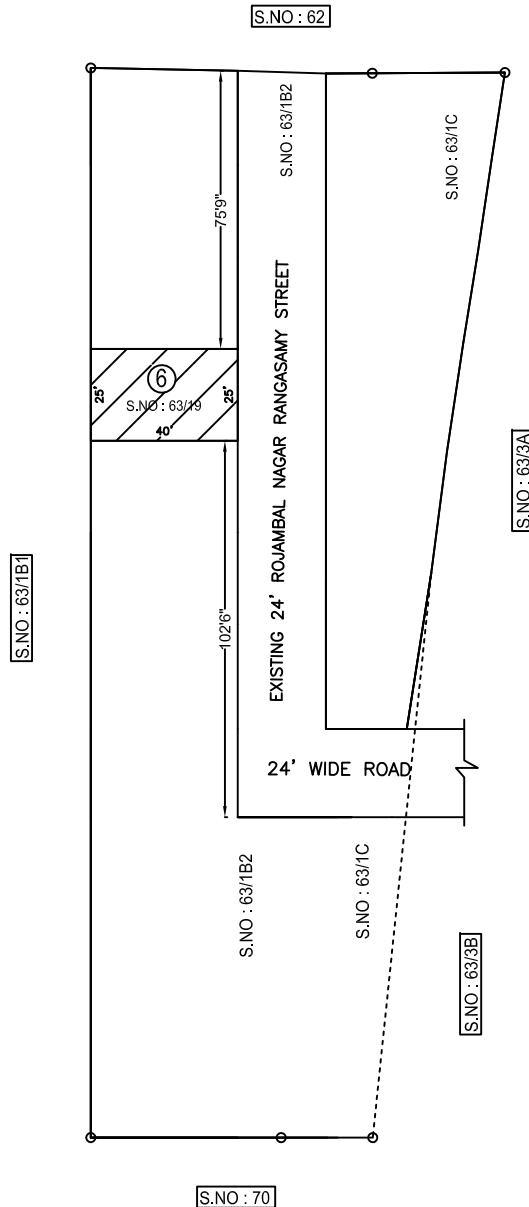 S.NO : 62
S.NO : 63/1B2
S.NO : 63/1C
75'9"
EXISTING 24' ROJAMBAL NAGAR RANGASAMY STREET
6
25'
25'
S.NO : 63/19
40'
S.NO : 63/3A
S.NO : 63/1B1
102'6"
24' WIDE ROAD
S.NO : 63/1B2
S.NO : 63/1C
S.NO : 63/3B
S.NO : 70